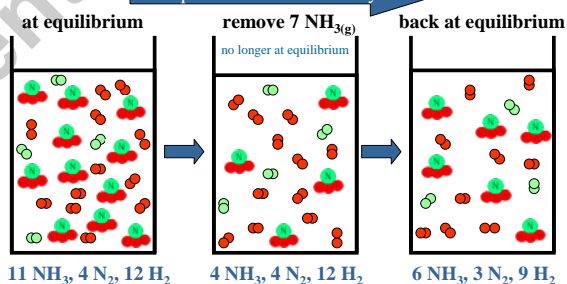 at equilibrium
remove 7 NH3(g)
back at equilibrium
no longer at equilibrium
N N N N N N N N N N N
N N N N
N N N N N N
11 NH3, 4 N2, 12 H2
4 NH3, 4 N2, 12 H2
6 NH3, 3 N2, 9 H2